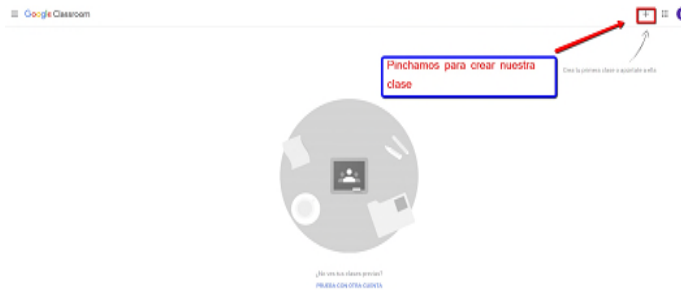 Google Classroom
+
Pinchamos para crear nuestra
clase
Crea la primera clase o apúntate a ella
¿No ves tus clases previas?
PRUEBA CON OTRA CUENTA